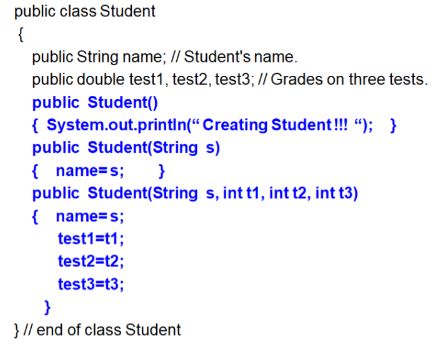 public class Student
{
public String name; // Student's name.
public double test1, test2, test3; // Grades on three tests.
public Student()
{ System.out.println(“ Creating Student !!! “); }
public Student(String s)
{ name= s; }
public Student(String s, int t1, int t2, int t3)
{ name= s;
test1=t1;
test2=t2;
test3=t3;
}
} // end of class Student